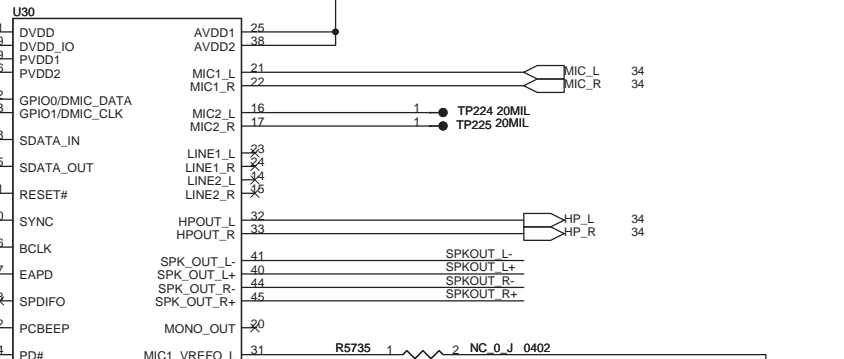 U30
DVDD AVDD1 25
DVDD_IO AVDD2 38
PVDD1
PVDD2 MIC1_L 21 MIC_L 34
MIC1_R 22 MIC_R 34
GPIO0/DMIC_DATA
GPIO1/DMIC_CLK MIC2_L 16 1 TP224 20MIL
MIC2_R 17 1 TP225 20MIL
SDATA_IN
LINE1_L 23
SDATA_OUT LINE1_R 24
LINE2_L 14
RESET# LINE2_R 15
SYNC HPOUT_L 32 HP_L 34
HPOUT_R 33 HP_R 34
BCLK
SPK_OUT_L- 41 SPKOUT_L-
EAPD SPK_OUT_L+ 40 SPKOUT_L+
SPK_OUT_R- 44 SPKOUT_R-
SPDIFO SPK_OUT_R+ 45 SPKOUT_R+
PCBEEP MONO_OUT 20
PD# MIC1_VREFO_L 31 R5735 1 2 NC_0_J 0402